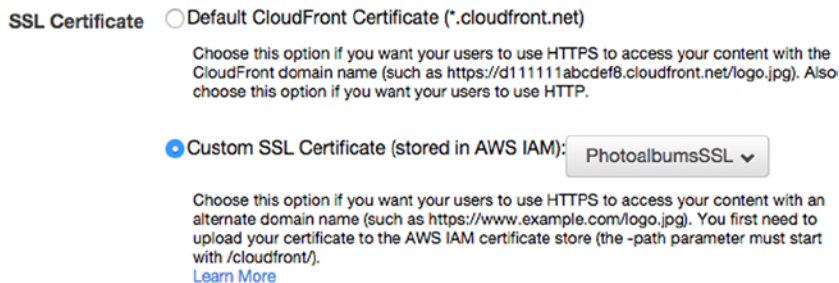 SSL Certificate Default CloudFront Certificate (*.cloudfront.net)
Choose this option if you want your users to use HTTPS to access your content with the
CloudFront domain name (such as https://d111111abcdef8.cloudfront.net/logo.jpg). Also
choose this option if you want your users to use HTTP.
Custom SSL Certificate (stored in AWS IAM): PhotoalbumsSSL
Choose this option if you want your users to use HTTPS to access your content with an
alternate domain name (such as https://www.example.com/logo.jpg). You first need to
upload your certificate to the AWS IAM certificate store (the -path parameter must start
with /cloudfront/).
Learn More